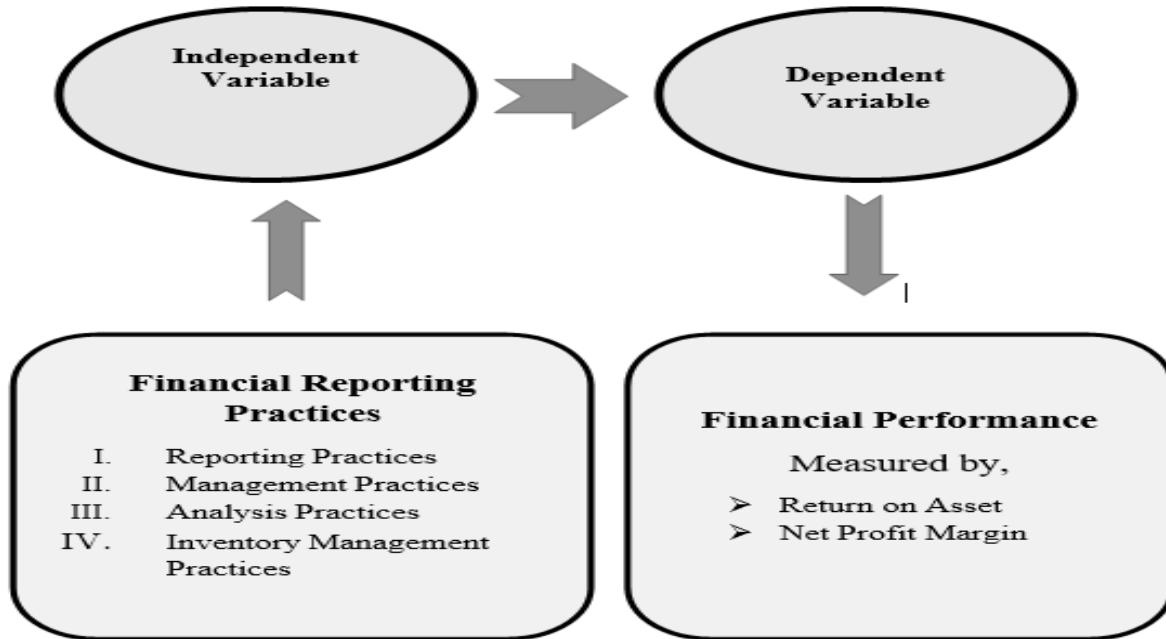 Independent
Variable
Dependent
Variable
Financial Reporting
Practices
I. Reporting Practices
II. Management Practices
III. Analysis Practices
IV. Inventory Management
Practices
Financial Performance
Measured by,
➢ Return on Asset
➢ Net Profit Margin